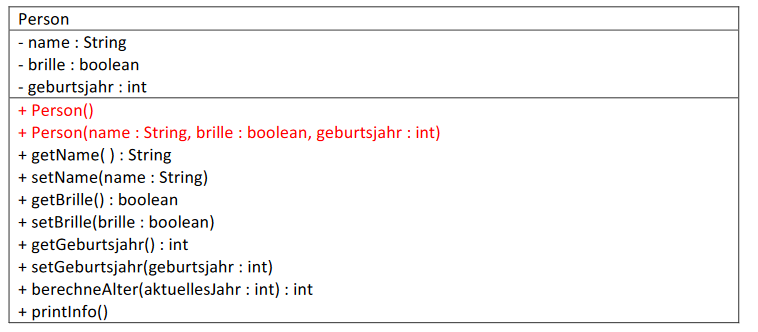 Person
- name : String
- brille : boolean
- geburtsjahr : int
+ Person()
+ Person(name : String, brille : boolean, geburtsjahr : int)
+ getName( ) : String
+ setName(name : String)
+ getBrille() : boolean
+ setBrille(brille : boolean)
+ getGeburtsjahr() : int
+ setGeburtsjahr(geburtsjahr : int)
+ berechneAlter(aktuellesJahr : int) : int
+ printInfo()